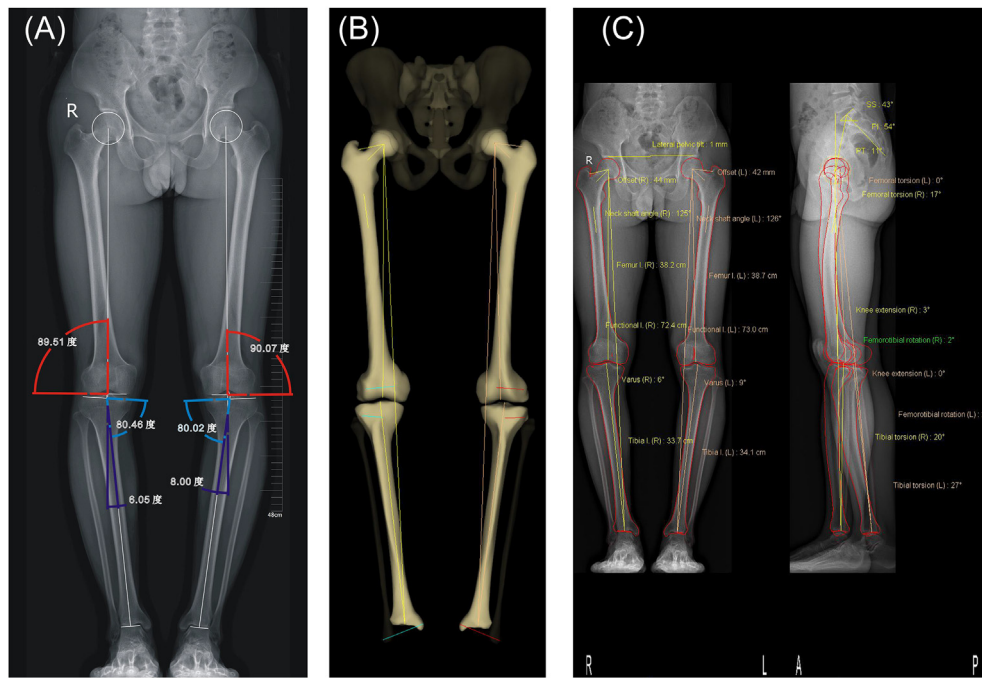 (A)
R
89.51 度
90.07 度
80.46 度
80.02 度
8.00 度
6.05 度
48cm
(B)
(C)
R
Lateral pelvic tilt : 1 mm
Offset (R) : 44 mm
Offset (L) : 42 mm
Neck shaft angle (R) : 125°
Neck shaft angle (L) : 126°
Femur l. (R) : 38.2 cm
Femur l. (L) : 38.7 cm
Functional l. (R) : 72.4 cm
Functional l. (L) : 73.0 cm
Varus (R) : 6°
Varus (L) : 9°
Tibia l. (R) : 33.7 cm
Tibia l. (L) : 34.1 cm
R
L
SS : 43°
PI : 54°
PT : 11°
Femoral torsion (L) : 0°
Femoral torsion (R) : 17°
Knee extension (R) : 3°
Femorotibial rotation (R) : 2°
Knee extension (L) : 0°
Femorotibial rotation (L) :
Tibial torsion (R) : 20°
Tibial torsion (L) : 27°
A
P